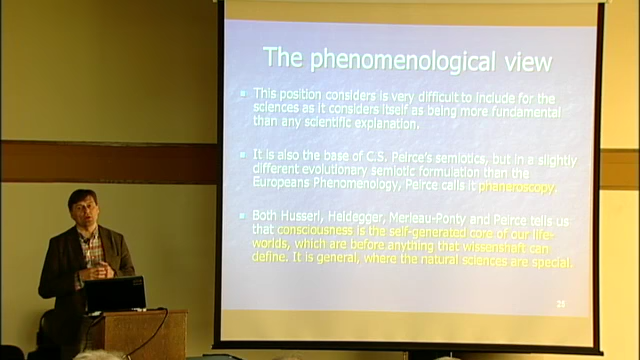 The phenomenological view
This position considers is very difficult to include for the
sciences as it considers itself as being more fundamental
than any scientific explanation.
It is also the base of C.S. Peirce's semiotics, but in a slightly
different evolutionary semiotic formulation than the
Europeans Phenomenology, Peirce calls it phaneroscopy.
Both Husserl, Heidegger, Merleau-Ponty and Peirce tells us
that consciousness is the self-generated core of our life-
worlds, which are before anything that wissenshaft can
define. It is general, where the natural sciences are special.
25